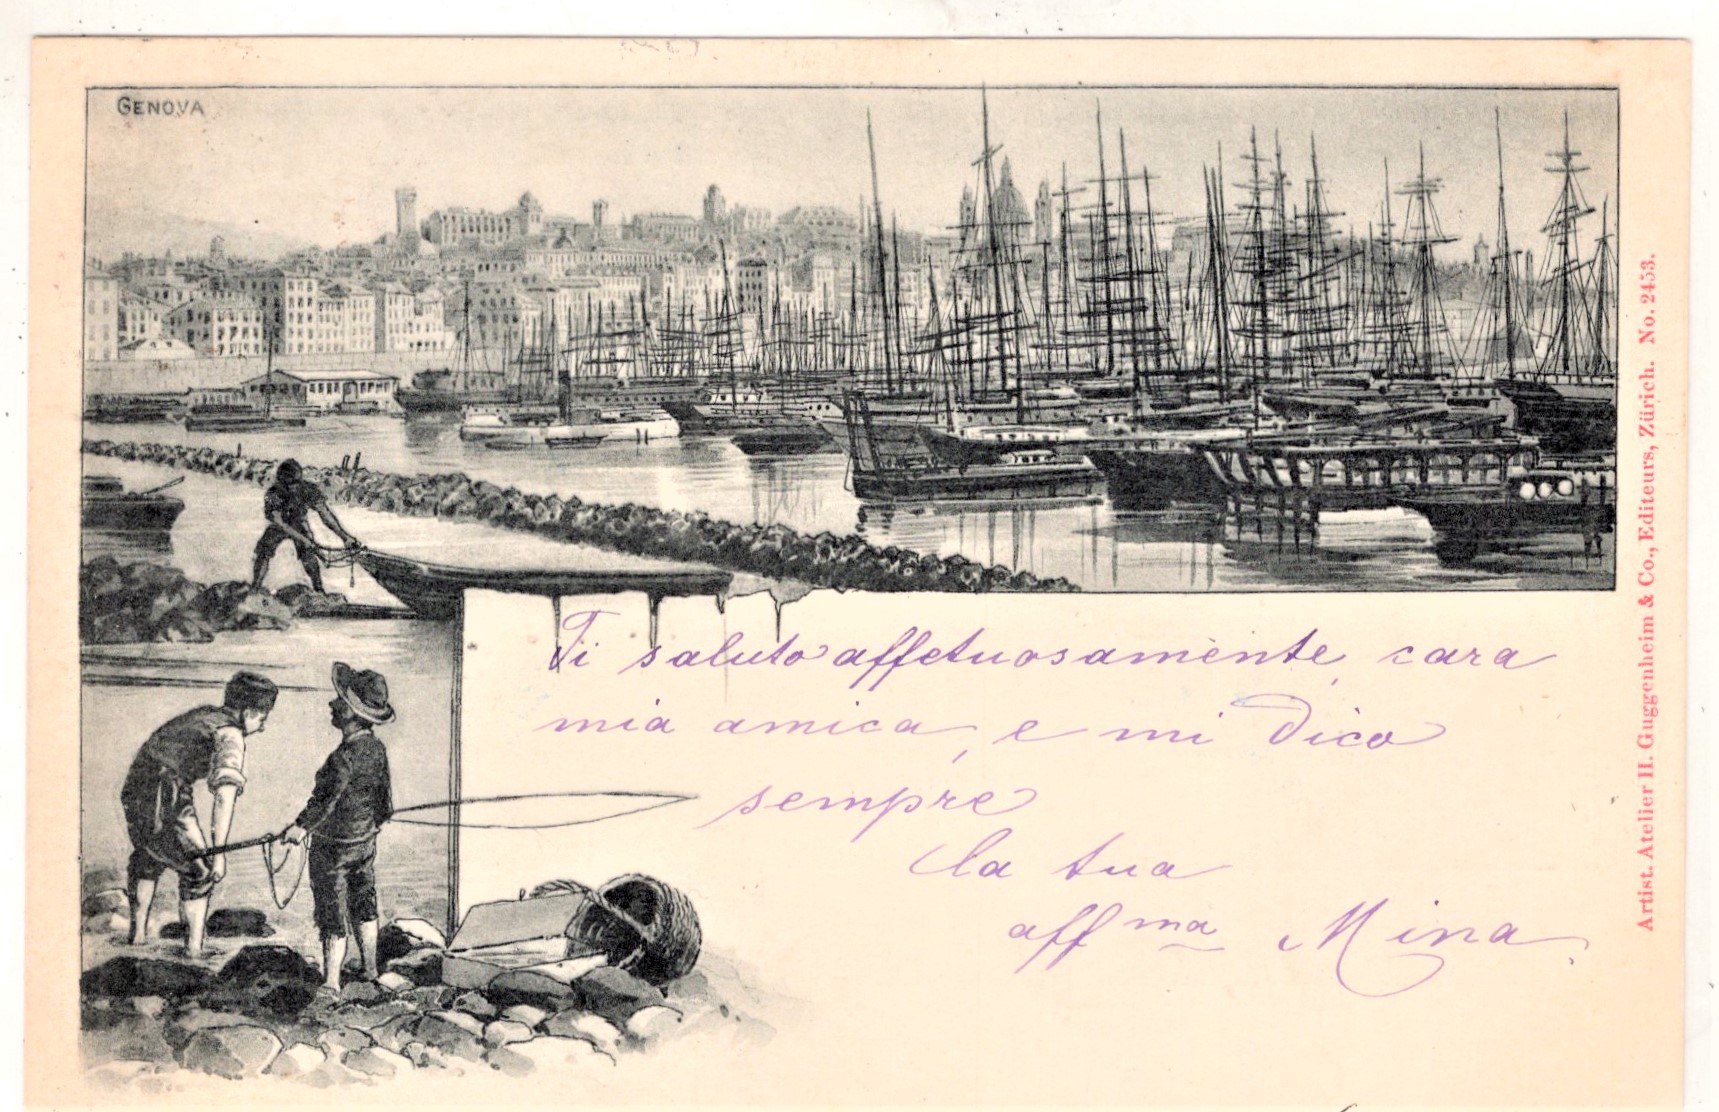 GENOVA
Ti saluto affettuosamente, cara
mia amica, e mi dico
sempre
la tua
aff ma Mina
Artist. Atelier H. Guggenheim & Co., Editeurs, Zürich. No. 2453.